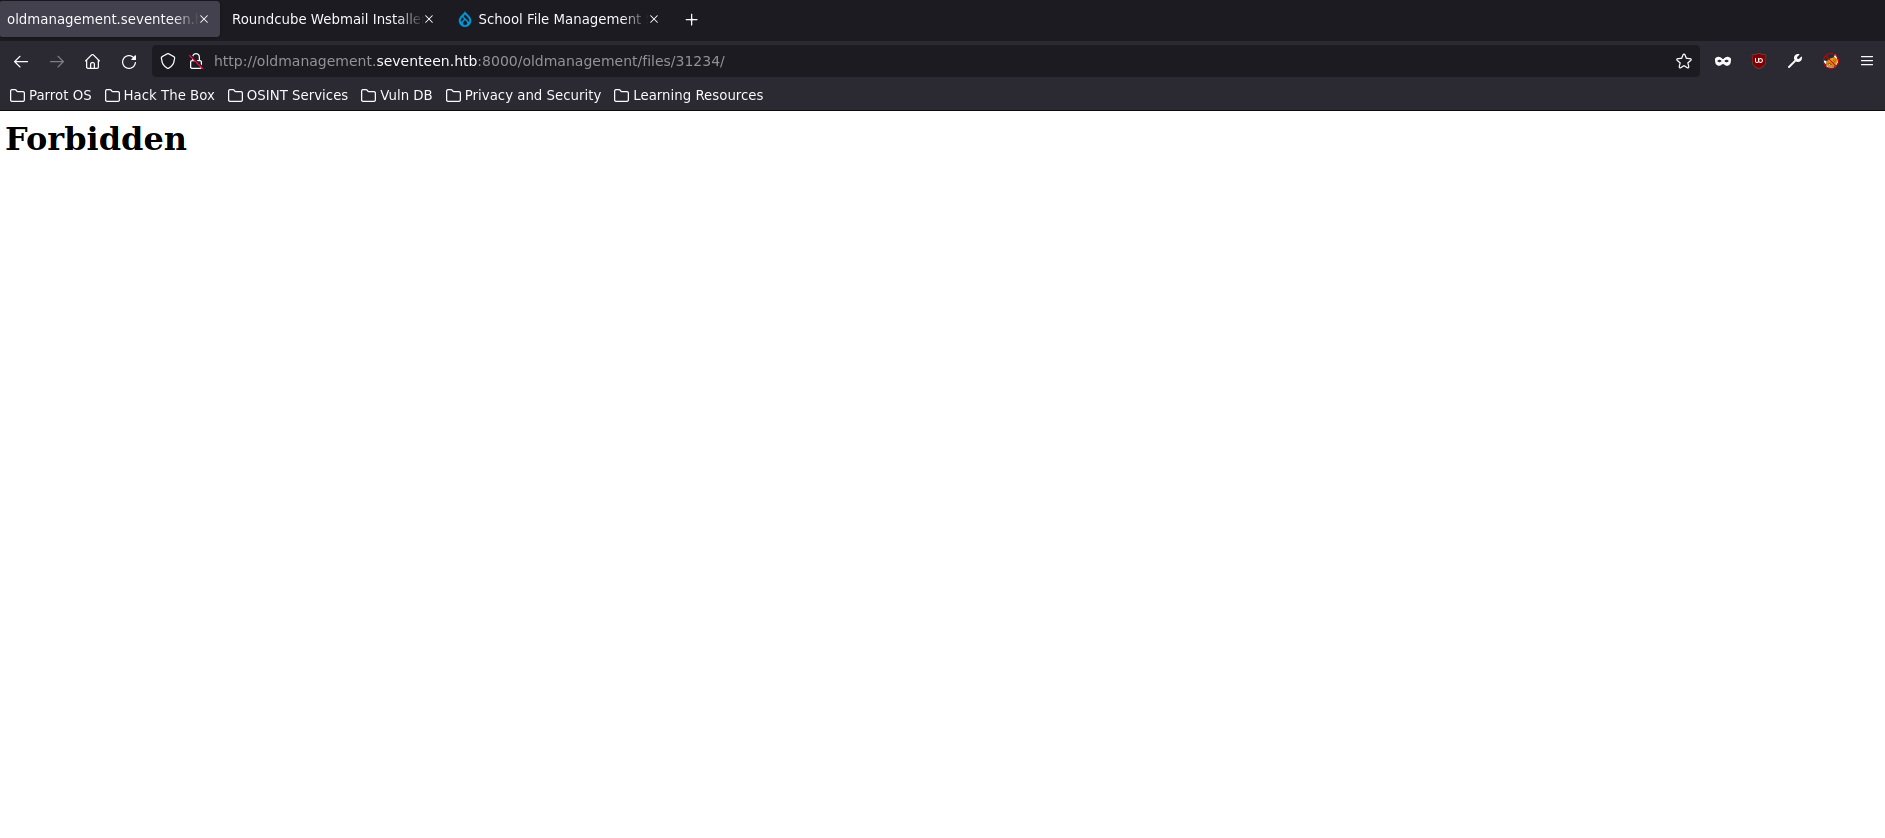 oldmanagement.seventeen.
Roundcube Webmail Installe
School File Management
http://oldmanagement.seventeen.htb:8000/oldmanagement/files/31234/
Parrot OS Hack The Box OSINT Services Vuln DB Privacy and Security Learning Resources
Forbidden